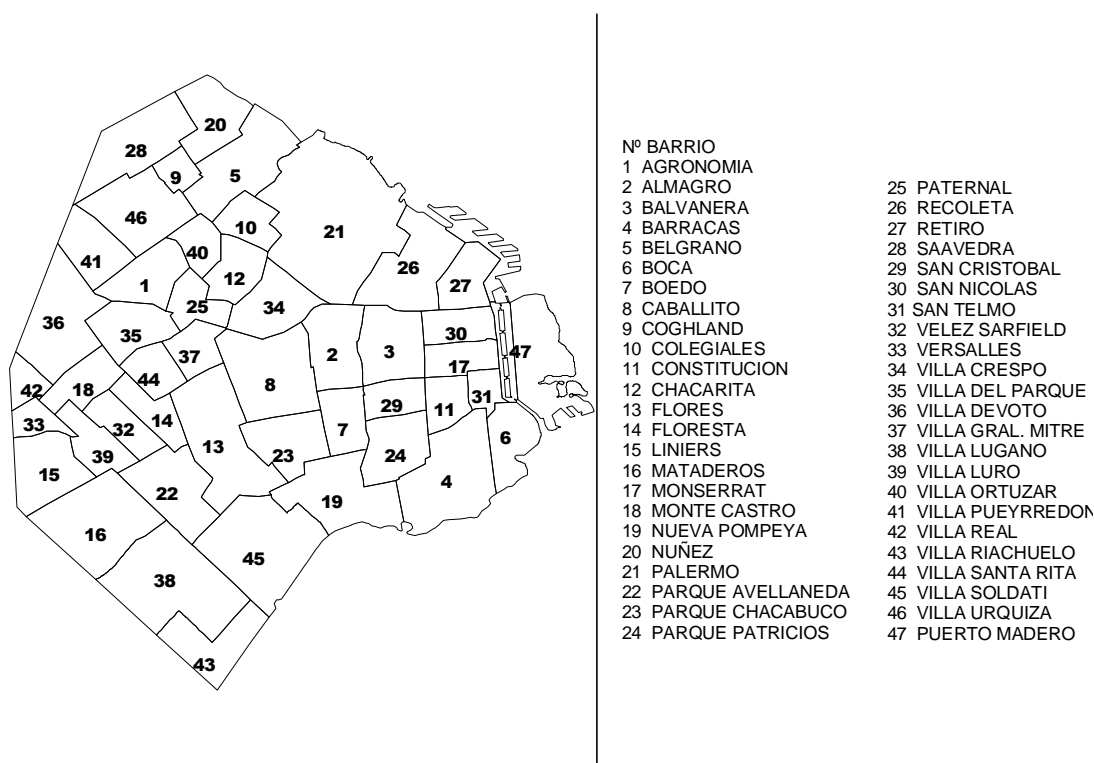 20
28
9
5
46
10
21
40
41
26
12
1
27
25
34
36
35
30
47
37
2
3
17
44
8
42
18
31
29
11
33
14
32
7
6
13
39
23
24
15
4
22
19
16
45
38
43
Nº BARRIO
1 AGRONOMIA
2 ALMAGRO
3 BALVANERA
4 BARRACAS
5 BELGRANO
6 BOCA
7 BOEDO
8 CABALLITO
9 COGHLAND
10 COLEGIALES
11 CONSTITUCION
12 CHACARITA
13 FLORES
14 FLORESTA
15 LINIERS
16 MATADEROS
17 MONSERRAT
18 MONTE CASTRO
19 NUEVA POMPEYA
20 NUÑEZ
21 PALERMO
22 PARQUE AVELLANEDA
23 PARQUE CHACABUCO
24 PARQUE PATRICIOS
25 PATERNAL
26 RECOLETA
27 RETIRO
28 SAAVEDRA
29 SAN CRISTOBAL
30 SAN NICOLAS
31 SAN TELMO
32 VELEZ SARFIELD
33 VERSALLES
34 VILLA CRESPO
35 VILLA DEL PARQUE
36 VILLA DEVOTO
37 VILLA GRAL. MITRE
38 VILLA LUGANO
39 VILLA LURO
40 VILLA ORTUZAR
41 VILLA PUEYRREDON
42 VILLA REAL
43 VILLA RIACHUELO
44 VILLA SANTA RITA
45 VILLA SOLDATI
46 VILLA URQUIZA
47 PUERTO MADERO